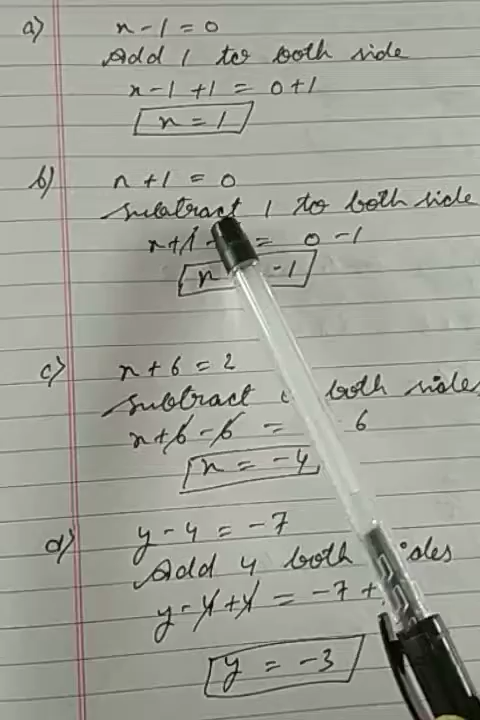 a) x - 1 = 0
Add 1 to both side
x - 1 + 1 = 0 + 1
x = 1
b) x + 1 = 0
Subtract 1 to both side
x + 1 - = 0 - 1
x - 1
c) x + 6 = 2
Subtract both sides
x + 6 - 6 = 6
x = -4
d) y - 4 = -7
Add 4 both sides
y - 4 + 4 = -7 +
y = -3